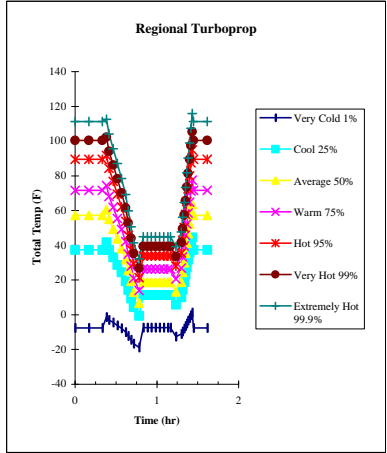 Regional Turboprop
140
120
100
80
60
40
20
0
-20
-40
Total Temp (F)
0
1
2
Time (hr)
Very Cold 1%
Cool 25%
Average 50%
Warm 75%
Hot 95%
Very Hot 99%
Extremely Hot
99.9%